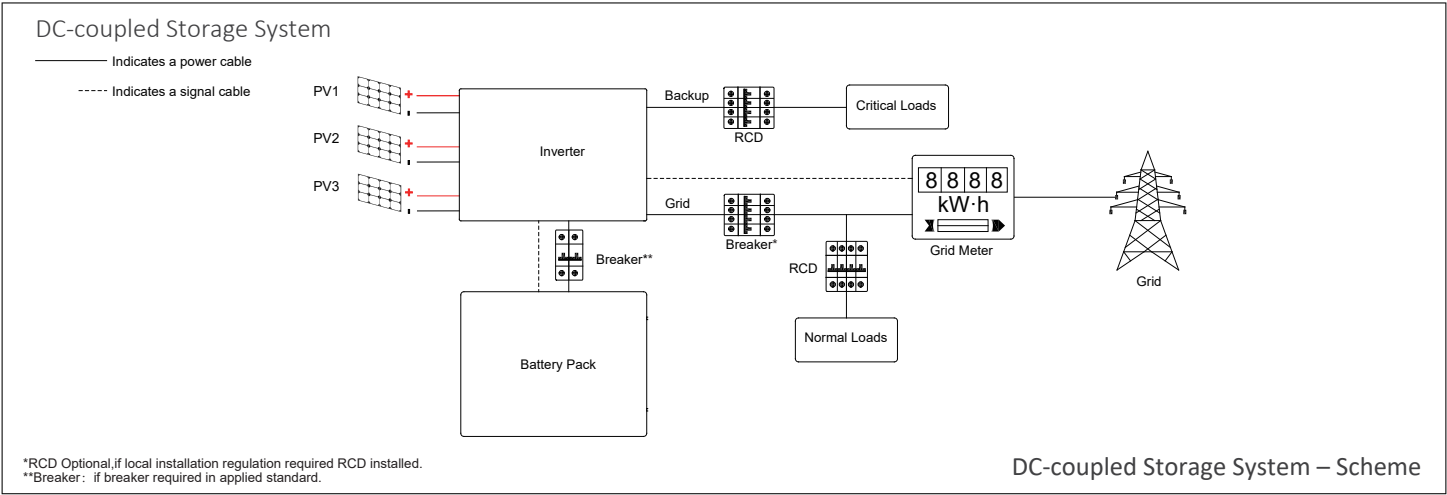 DC-coupled Storage System
Indicates a power cable
Indicates a signal cable
PV1
+
-
PV2
+
-
PV3
+
-
Inverter
Backup
RCD
Critical Loads
Grid
Breaker*
8888
kW·h
Grid Meter
Grid
Breaker**
RCD
Normal Loads
Battery Pack
*RCD Optional,if local installation regulation required RCD installed.
**Breaker: if breaker required in applied standard.
DC-coupled Storage System – Scheme